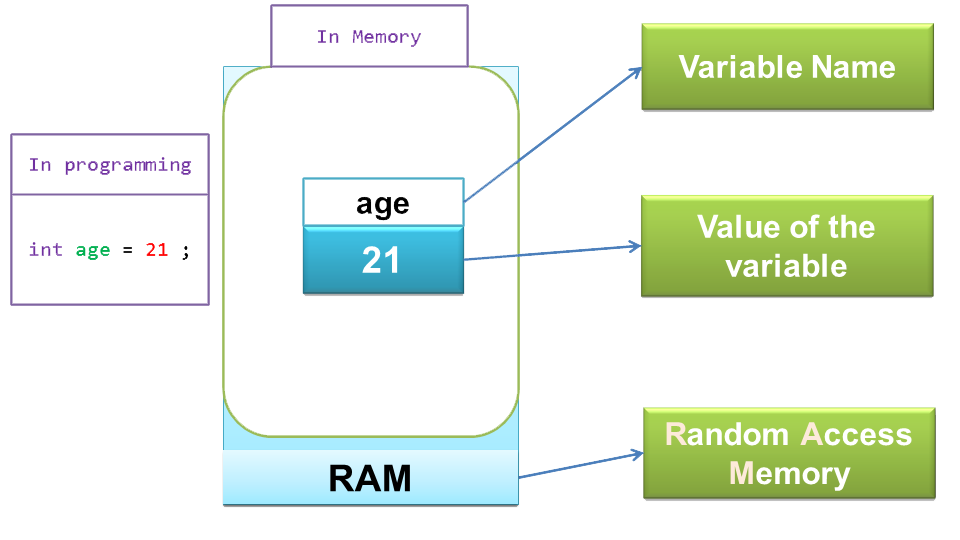 In Memory
Variable Name
In programming
int age = 21 ;
age
21
Value of the
variable
Random Access
Memory
RAM